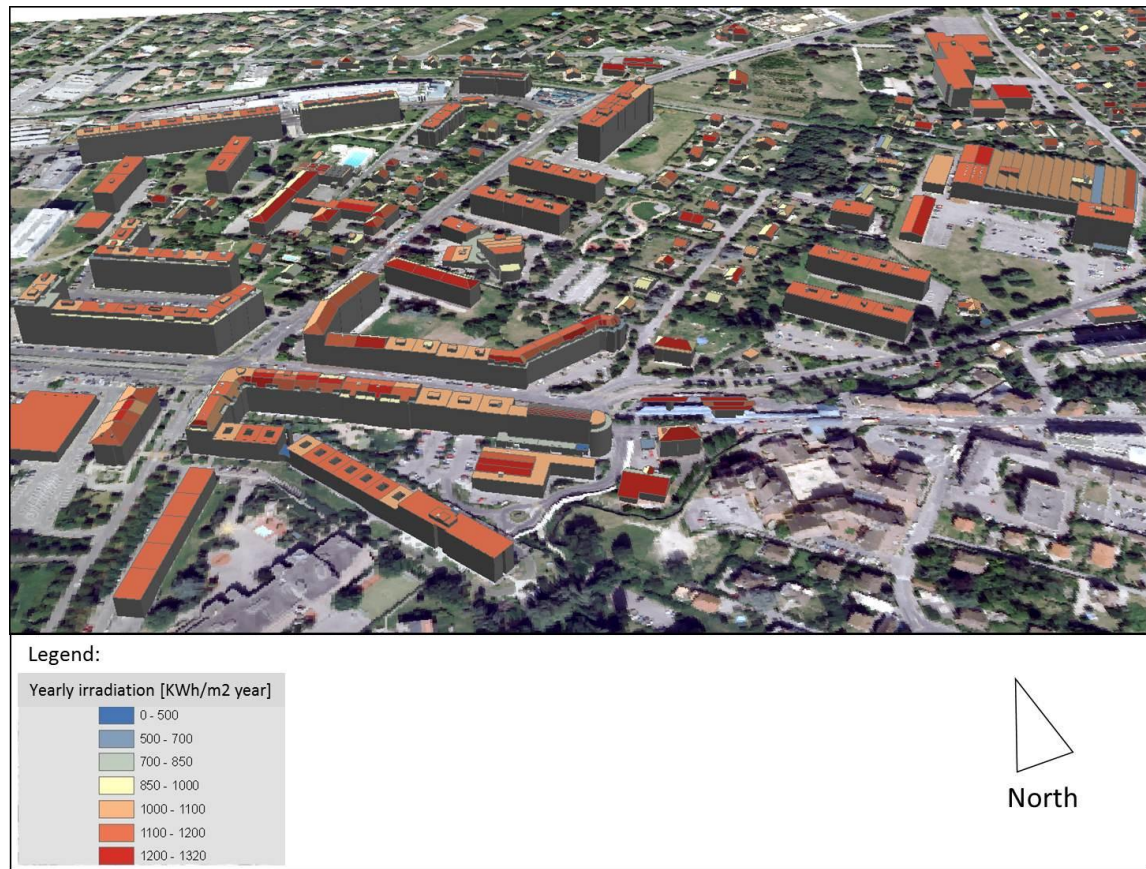 Legend:
Yearly irradiation [KWh/m2 year]
0 - 500
500 - 700
700 - 850
850 - 1000
1000 - 1100
1100 - 1200
1200 - 1320
North